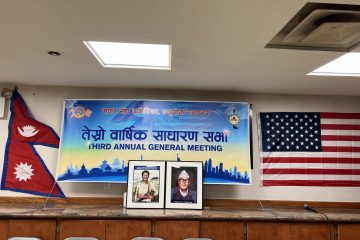 तेस्रो वार्षिक साधारण सभा
THIRD ANNUAL GENERAL MEETING